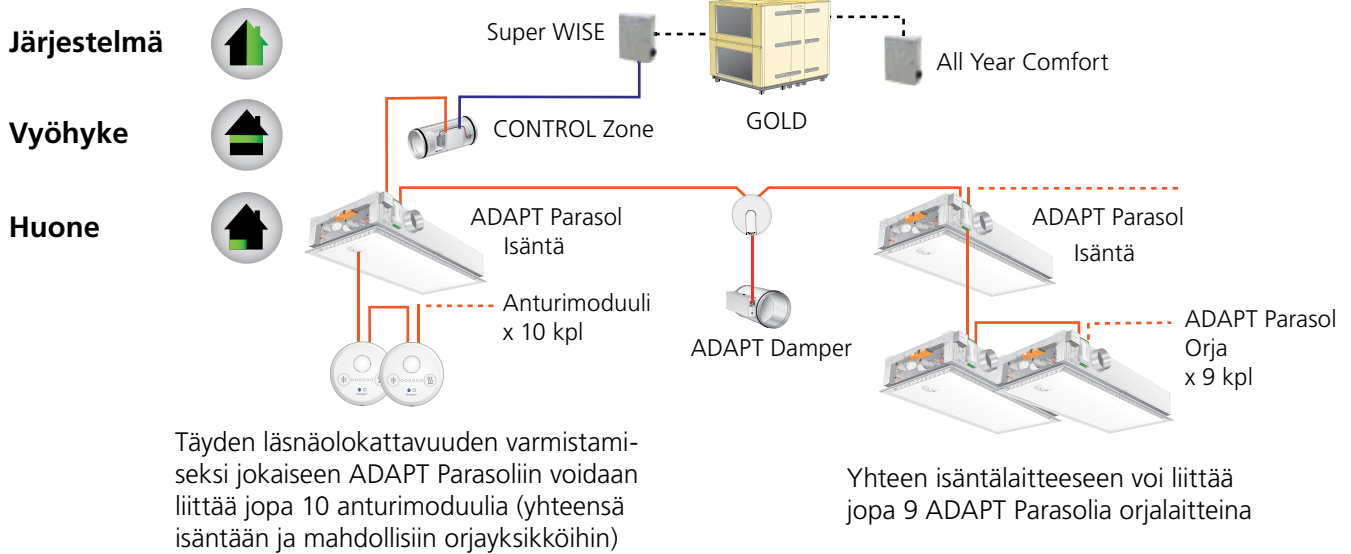 Järjestelmä
Super WISE
All Year Comfort
GOLD
Vyöhyke
CONTROL Zone
Huone
ADAPT Parasol
Isäntä
ADAPT Parasol
Isäntä
Anturimoduuli
x 10 kpl
ADAPT Damper
ADAPT Parasol
Orja
x 9 kpl
Täyden läsnäolokattavuuden varmistami-
seksi jokaiseen ADAPT Parasoliin voidaan
liittää jopa 10 anturimoduulia (yhteensä
isäntään ja mahdollisiin orjayksikköihin)
Yhteen isäntälaitteeseen voi liittää
jopa 9 ADAPT Parasolia orjalaitteina